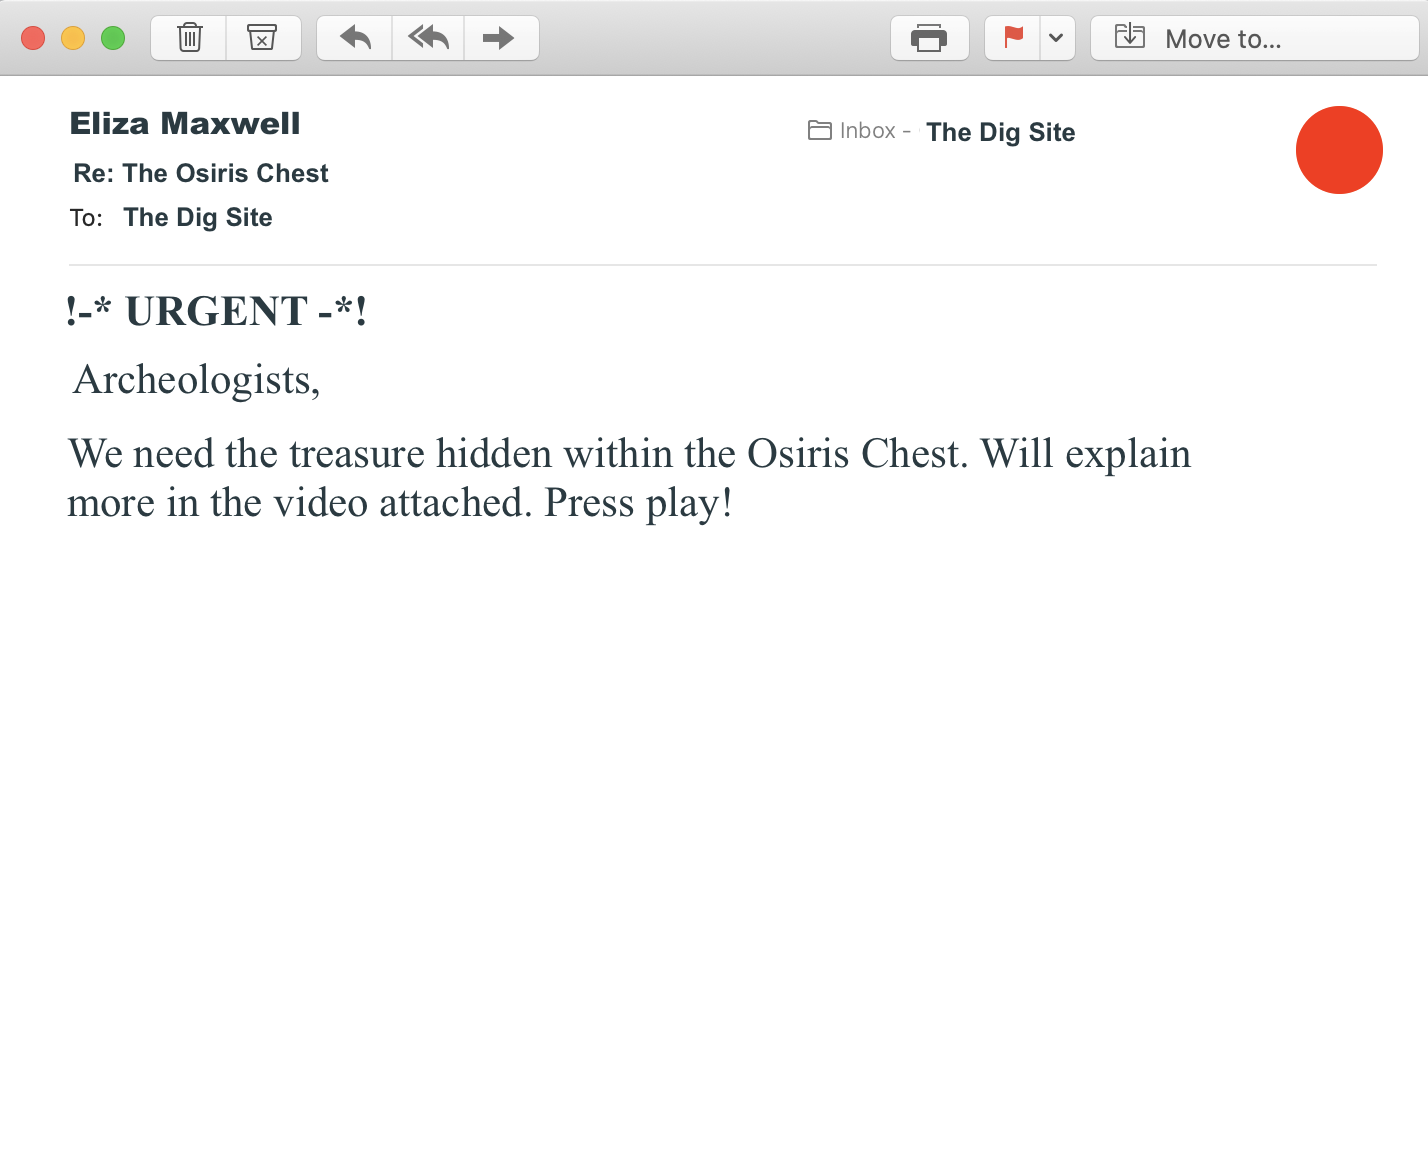 Move to...
Eliza Maxwell
Inbox - The Dig Site
Re: The Osiris Chest
To: The Dig Site
!-* URGENT -*!
Archeologists,
We need the treasure hidden within the Osiris Chest. Will explain
more in the video attached. Press play!